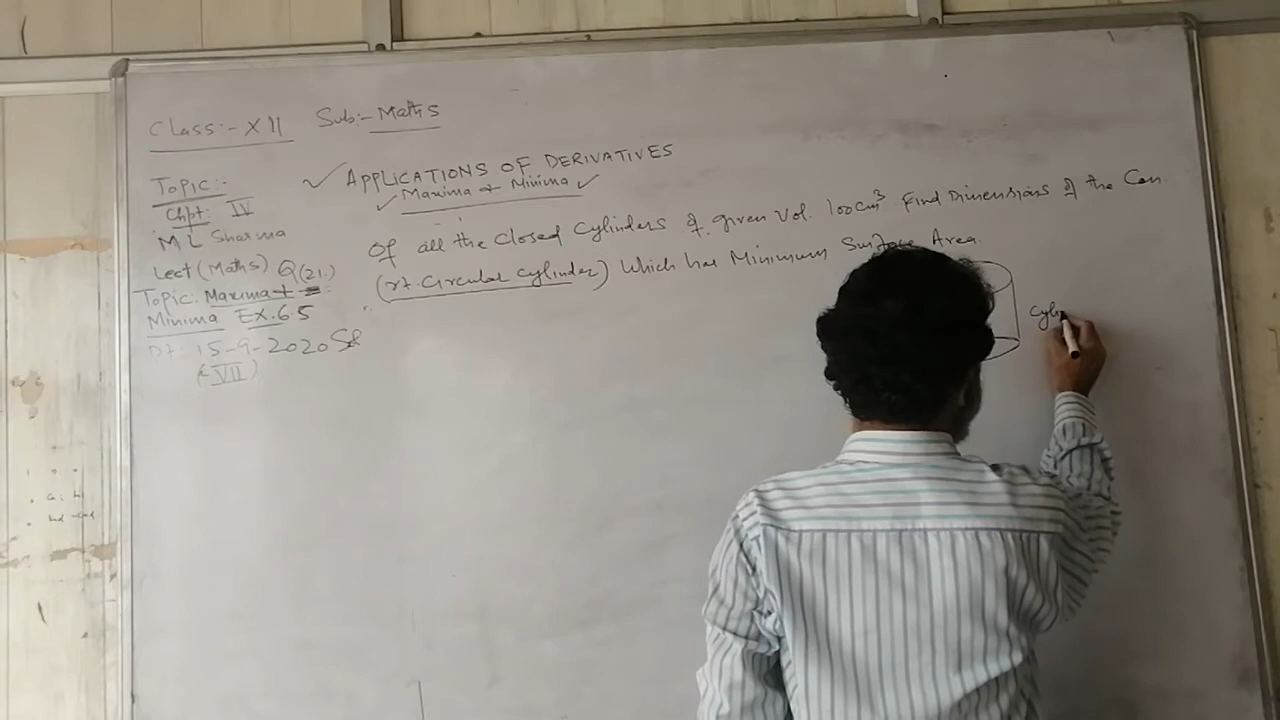 Class:- XII Sub:- Maths
Topic:-
Chpt: IV
M L Sharma
Lect (Maths) Q(21.)
Topic: Maxima +
Minima EX.6.5
Dt: 15-9-2020
(VII)
APPLICATIONS OF DERIVATIVES
Maxima + Minima
Of all the Closed Cylinders of given Vol. 100cm³ Find Dimensions of the Can
(rt. Circular cylinder) Which has Minimum Surface Area.
Cyli